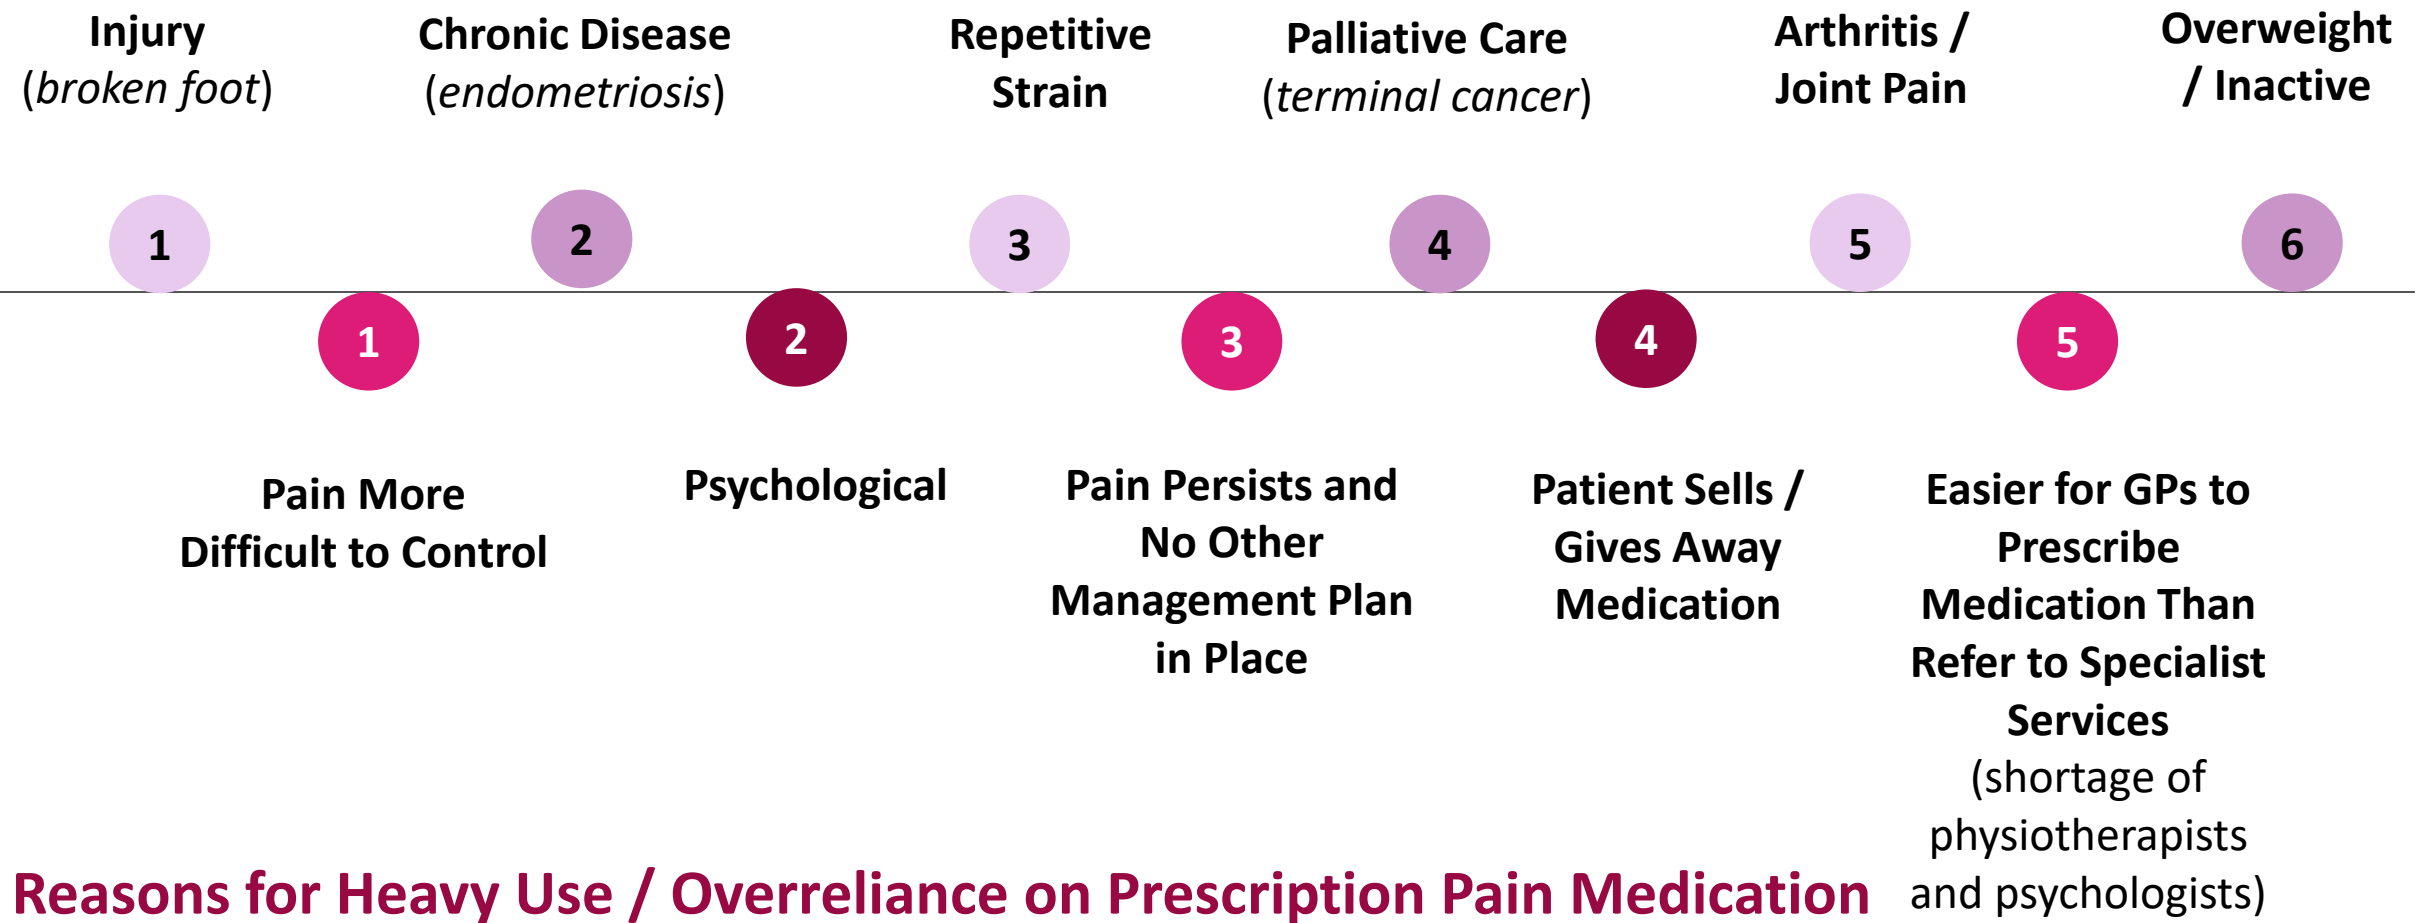 Injury
(broken foot)
Chronic Disease
(endometriosis)
Repetitive
Strain
Palliative Care
(terminal cancer)
Arthritis /
Joint Pain
Overweight
/ Inactive
1
2
3
4
5
6
1
2
3
4
5
Pain More
Difficult to Control
Psychological
Pain Persists and
No Other
Management Plan
in Place
Patient Sells /
Gives Away
Medication
Easier for GPs to
Prescribe
Medication Than
Refer to Specialist
Services
(shortage of
physiotherapists
and psychologists)
Reasons for Heavy Use / Overreliance on Prescription Pain Medication